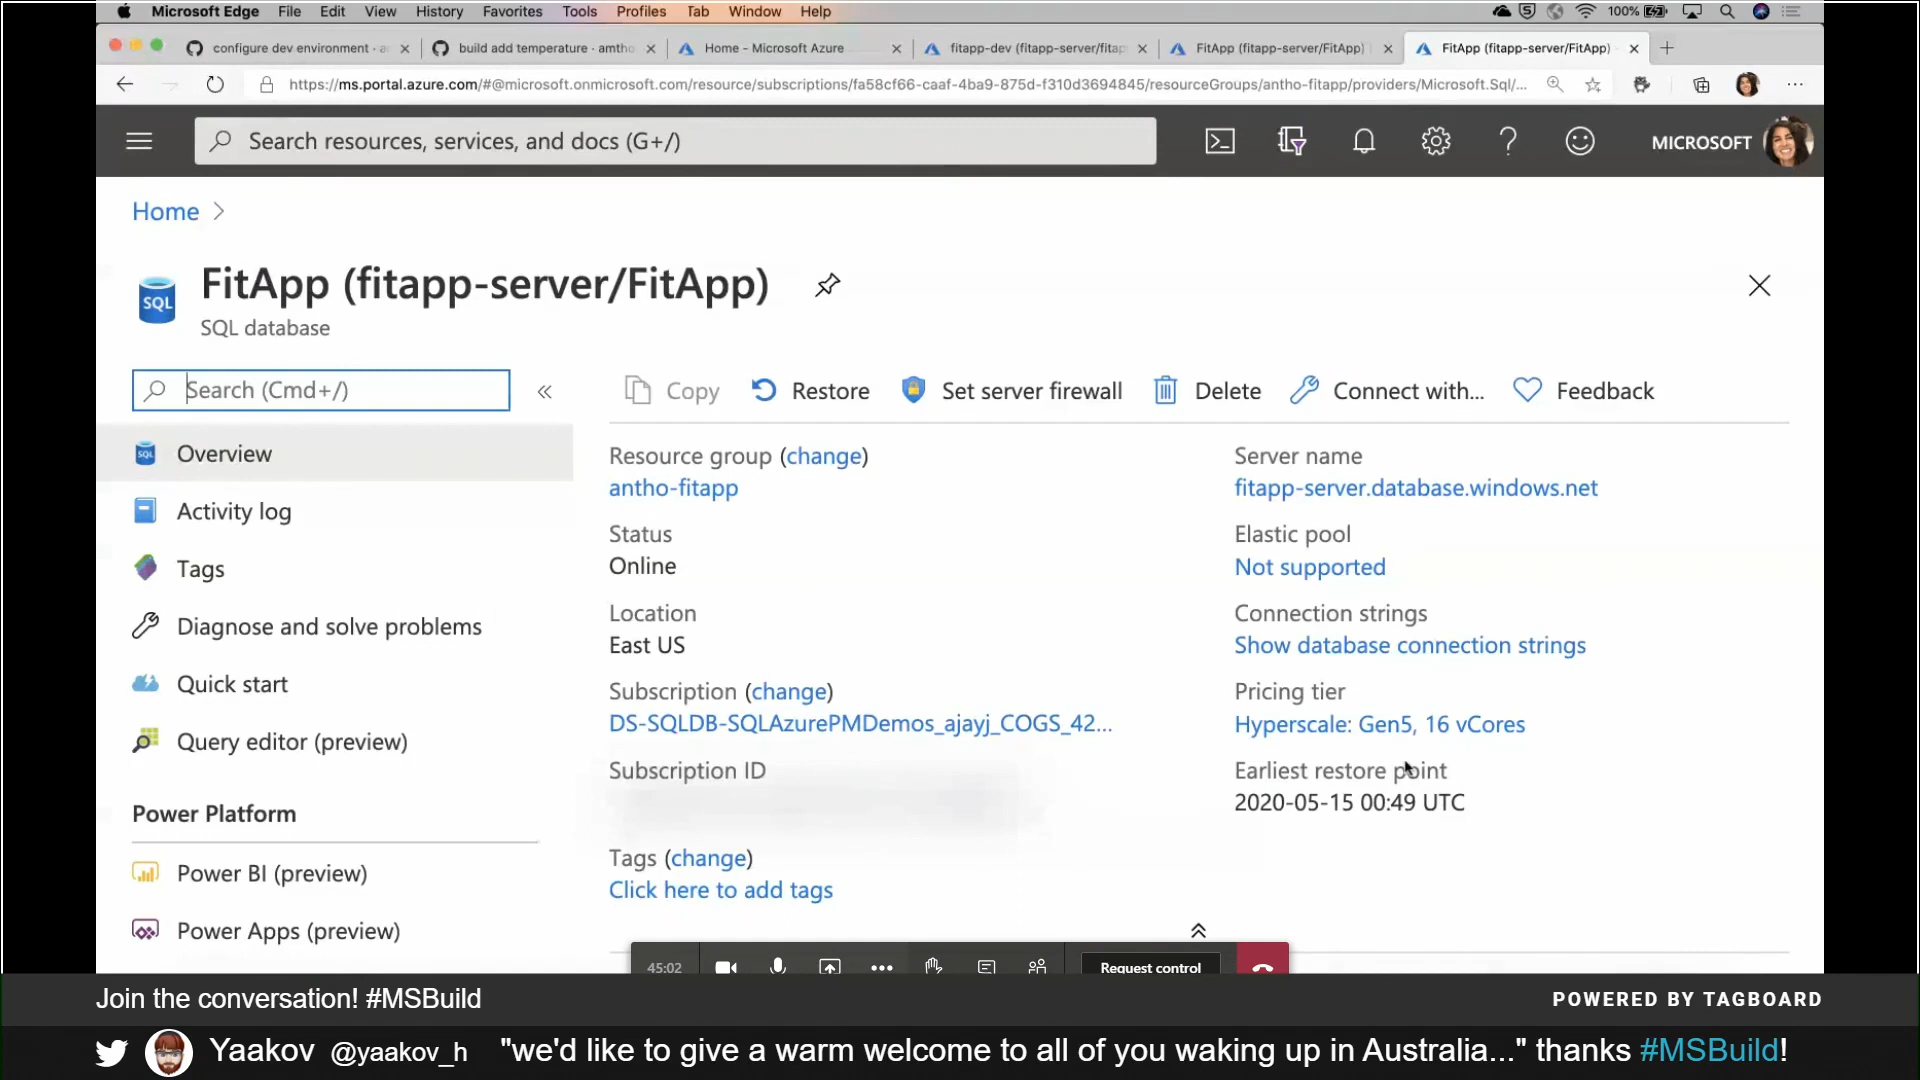 Microsoft Edge File Edit View History Favorites Tools Profiles Tab Window Help 100%
configure dev environment · a build add temperature · amtho Home - Microsoft Azure fitapp-dev (fitapp-server/fitap FitApp (fitapp-server/FitApp) FitApp (fitapp-server/FitApp)
https://ms.portal.azure.com/#@microsoft.onmicrosoft.com/resource/subscriptions/fa58cf66-caaf-4ba9-875d-f310d3694845/resourceGroups/antho-fitapp/providers/Microsoft.Sql/...
Search resources, services, and docs (G+/) MICROSOFT
Home >
FitApp (fitapp-server/FitApp)
SQL
SQL database
Search (Cmd+/) «
Copy Restore Set server firewall Delete Connect with... Feedback
Overview
Activity log
Tags
Diagnose and solve problems
Quick start
Query editor (preview)
Power Platform
Power BI (preview)
Power Apps (preview)
Resource group (change)
antho-fitapp
Status
Online
Location
East US
Subscription (change)
DS-SQLDB-SQLAzurePMDemos_ajayj_COGS_42...
Subscription ID
Tags (change)
Click here to add tags
Server name
fitapp-server.database.windows.net
Elastic pool
Not supported
Connection strings
Show database connection strings
Pricing tier
Hyperscale: Gen5, 16 vCores
Earliest restore point
2020-05-15 00:49 UTC
45:02 Request control
Join the conversation! #MSBuild
POWERED BY TAGBOARD
Yaakov @yaakov_h "we'd like to give a warm welcome to all of you waking up in Australia..." thanks #MSBuild!